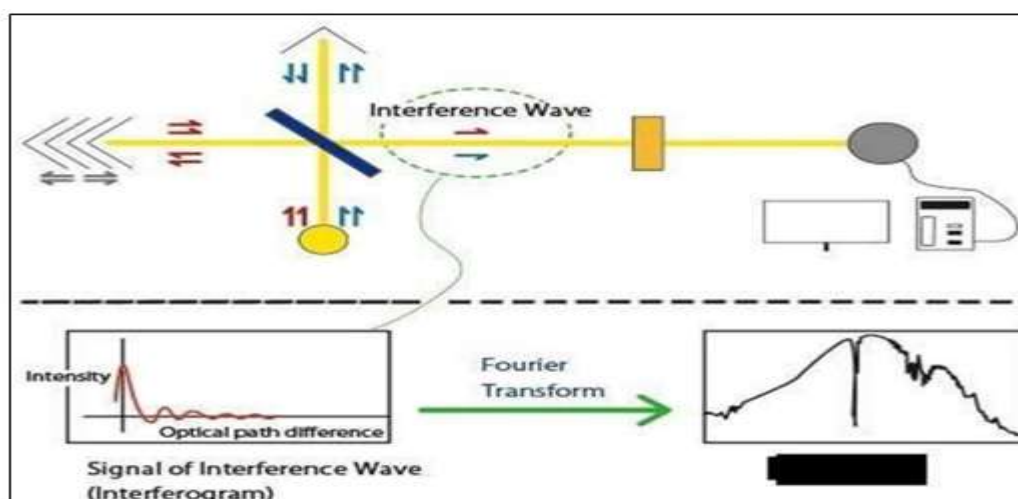 Interference Wave
Intensity
Optical path difference
Fourier
Transform
Signal of Interference Wave
(Interferogram)